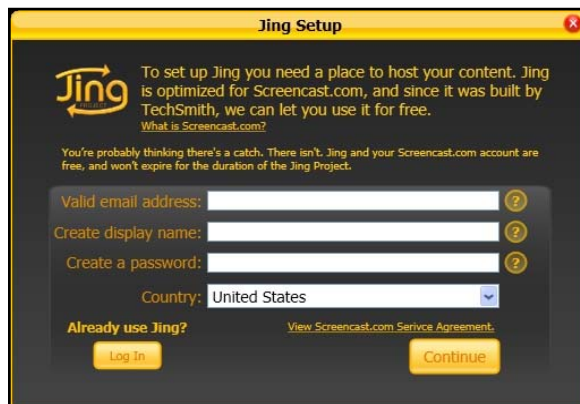 Jing Setup
Jing
PROJECT
To set up Jing you need a place to host your content. Jing
is optimized for Screencast.com, and since it was built by
TechSmith, we can let you use it for free.
What is Screencast.com?
You're probably thinking there's a catch. There isn't. Jing and your Screencast.com account are
free, and won't expire for the duration of the Jing Project.
Valid email address: ?
Create display name: ?
Create a password: ?
Country: United States
Already use Jing? View Screencast.com Serivce Agreement.
Log In Continue